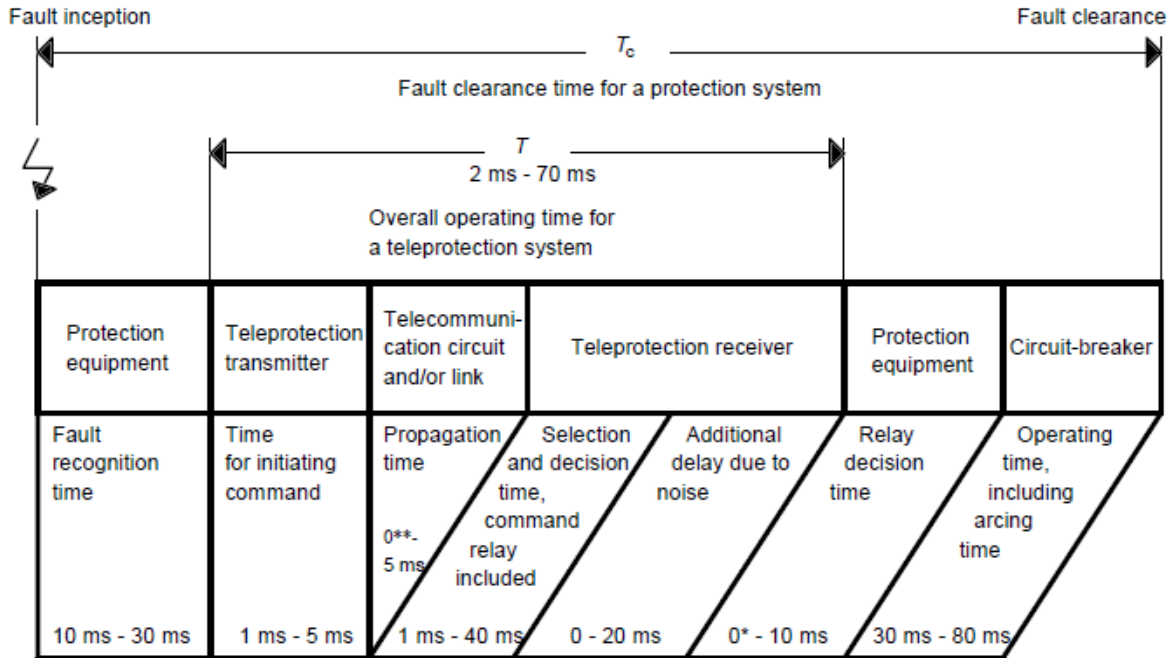 Fault inception
Fault clearance
Tc
Fault clearance time for a protection system
T
2 ms - 70 ms
Overall operating time for
a teleprotection system
Protection
equipment
Teleprotection
transmitter
Telecommuni-
cation circuit
and/or link
Teleprotection receiver
Protection
equipment
Circuit-breaker
Fault
recognition
time
Time
for initiating
command
Propagation
time
0**-
5 ms
Selection
and decision
time,
command
relay
included
Additional
delay due to
noise
Relay
decision
time
Operating
time,
including
arcing
time
10 ms - 30 ms
1 ms - 5 ms
1 ms - 40 ms
0 - 20 ms
0* - 10 ms
30 ms - 80 ms